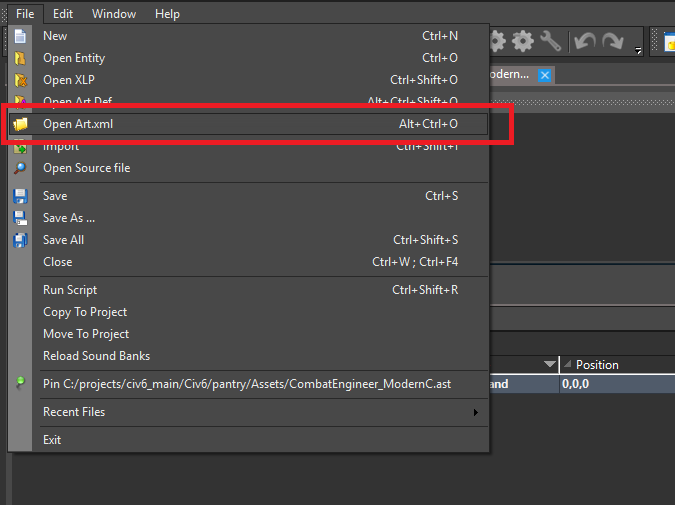 File Edit Window Help
New Ctrl+N
Open Entity Ctrl+O
Open XLP Ctrl+Shift+O
odern...
Open Art Def Alt+Ctrl+Shift+O
Open Art.xml Alt+Ctrl+O
Import Ctrl+Shift+I
Open Source file
Save Ctrl+S
Save As ...
Save All Ctrl+Shift+S
Close Ctrl+W ; Ctrl+F4
Run Script Ctrl+Shift+R
Copy To Project
Move To Project
Reload Sound Banks
Position
Pin C:/projects/civ6_main/Civ6/pantry/Assets/CombatEngineer_ModernC.ast
and 0,0,0
Recent Files
Exit